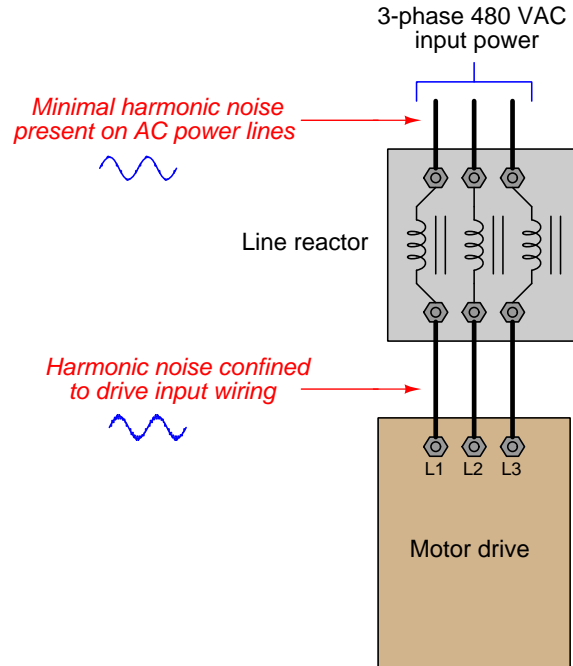 3-phase 480 VAC
input power
Minimal harmonic noise
present on AC power lines
Line reactor
Harmonic noise confined
to drive input wiring
L1 L2 L3
Motor drive